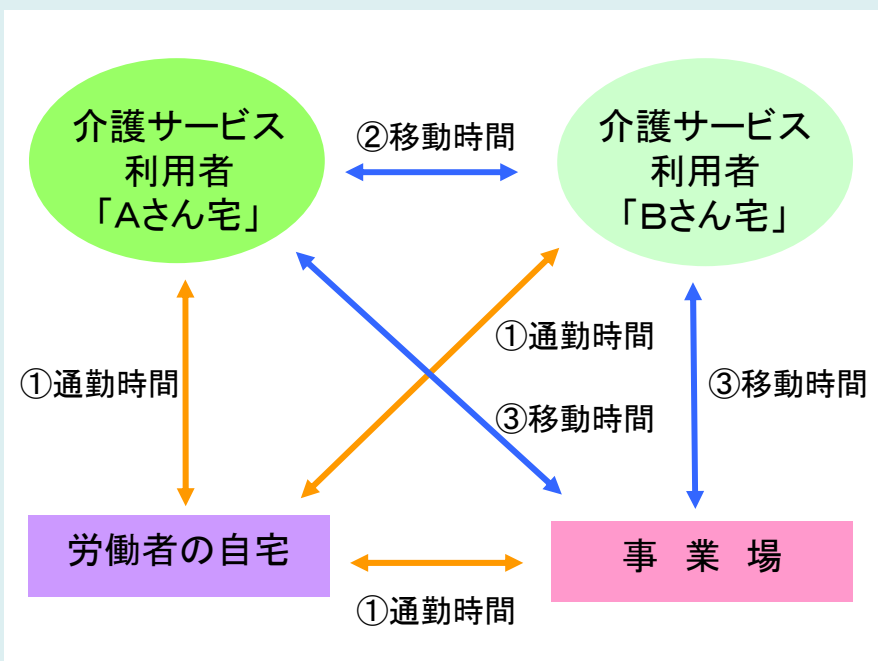 介護サービス
利用者
「Aさん宅」
②移動時間
介護サービス
利用者
「Bさん宅」
①通勤時間
①通勤時間
③移動時間
③移動時間
労働者の自宅
①通勤時間
事 業 場